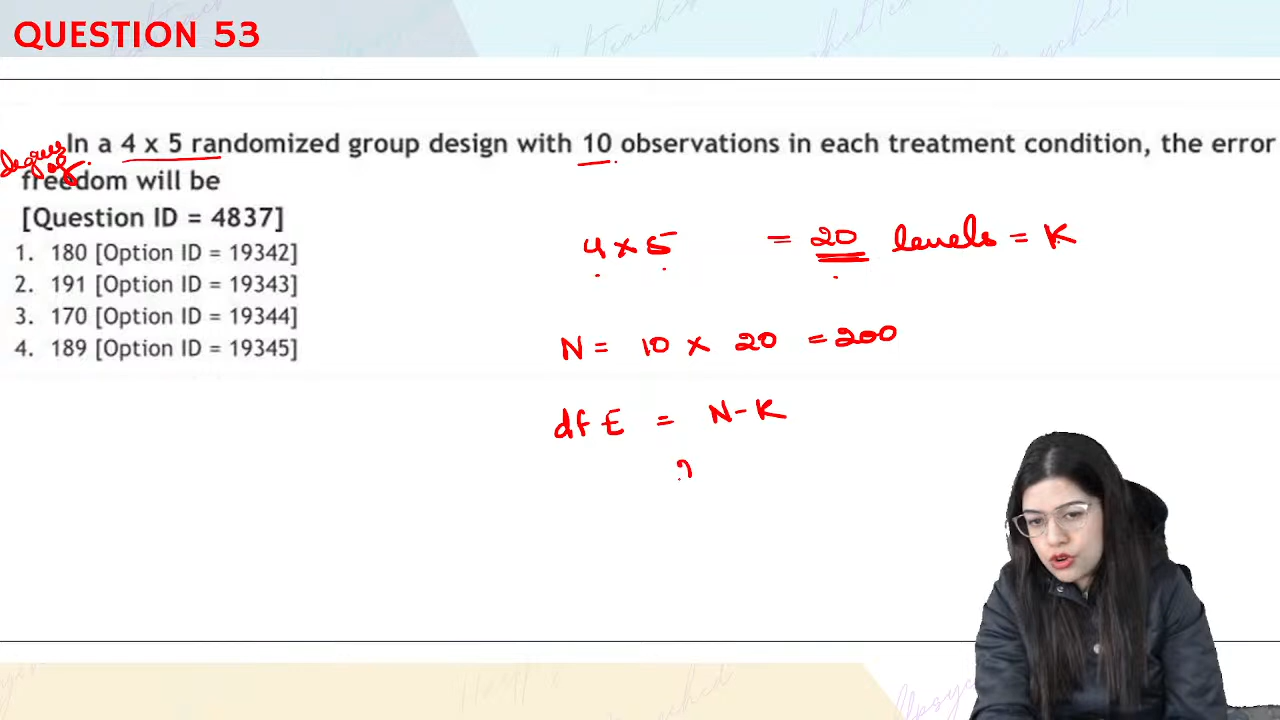 QUESTION 53
In a 4 x 5 randomized group design with 10 observations in each treatment condition, the error
degrees of
freedom will be
[Question ID = 4837]
1. 180 [Option ID = 19342]
2. 191 [Option ID = 19343]
3. 170 [Option ID = 19344]
4. 189 [Option ID = 19345]
4 x 5 = 20 levels = K
N = 10 x 20 = 200
df E = N - K